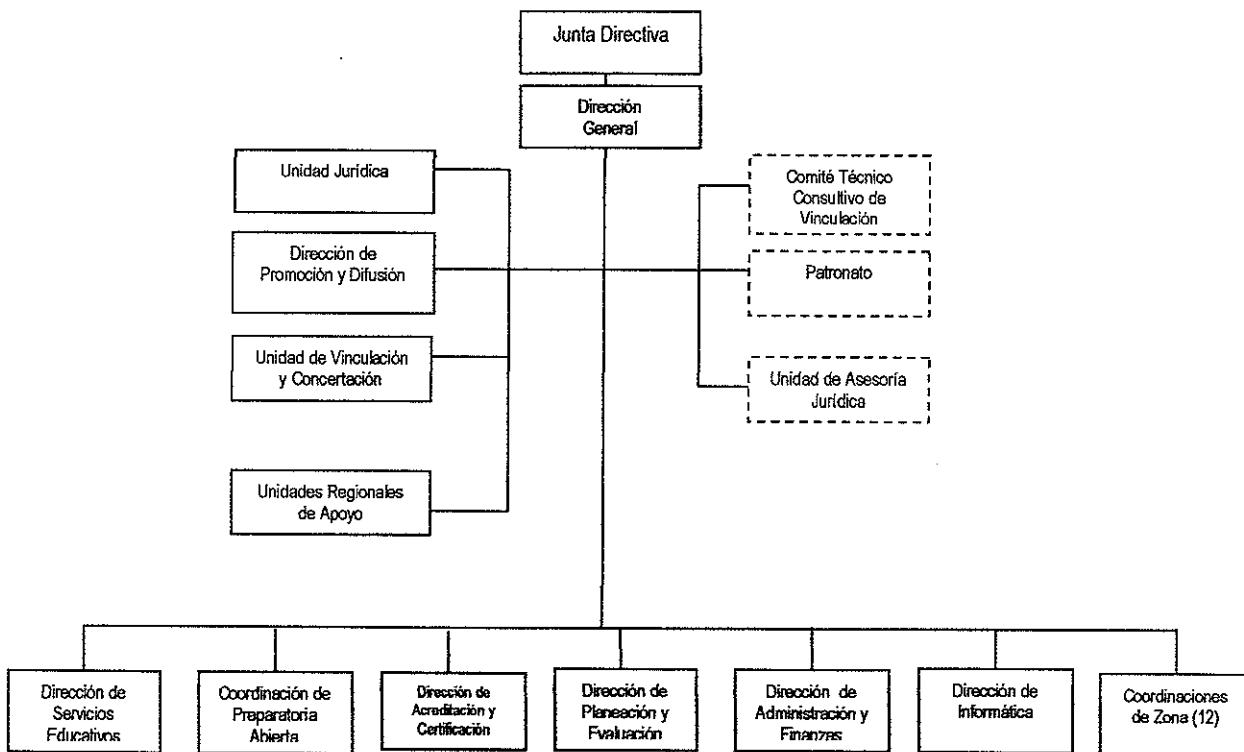 Junta Directiva
Dirección
General
Unidad Jurídica
Comité Técnico
Consultivo de
Vinculación
Dirección de
Promoción y Difusión
Patronato
Unidad de Vinculación
y Concertación
Unidad de Asesoría
Jurídica
Unidades Regionales
de Apoyo
Dirección de
Servicios
Educativos
Coordinación de
Preparatoria
Abierta
Dirección de
Acreditación y
Certificación
Dirección de
Planeación y
Evaluación
Dirección de
Administración y
Finanzas
Dirección de
Informática
Coordinaciones
de Zona (12)